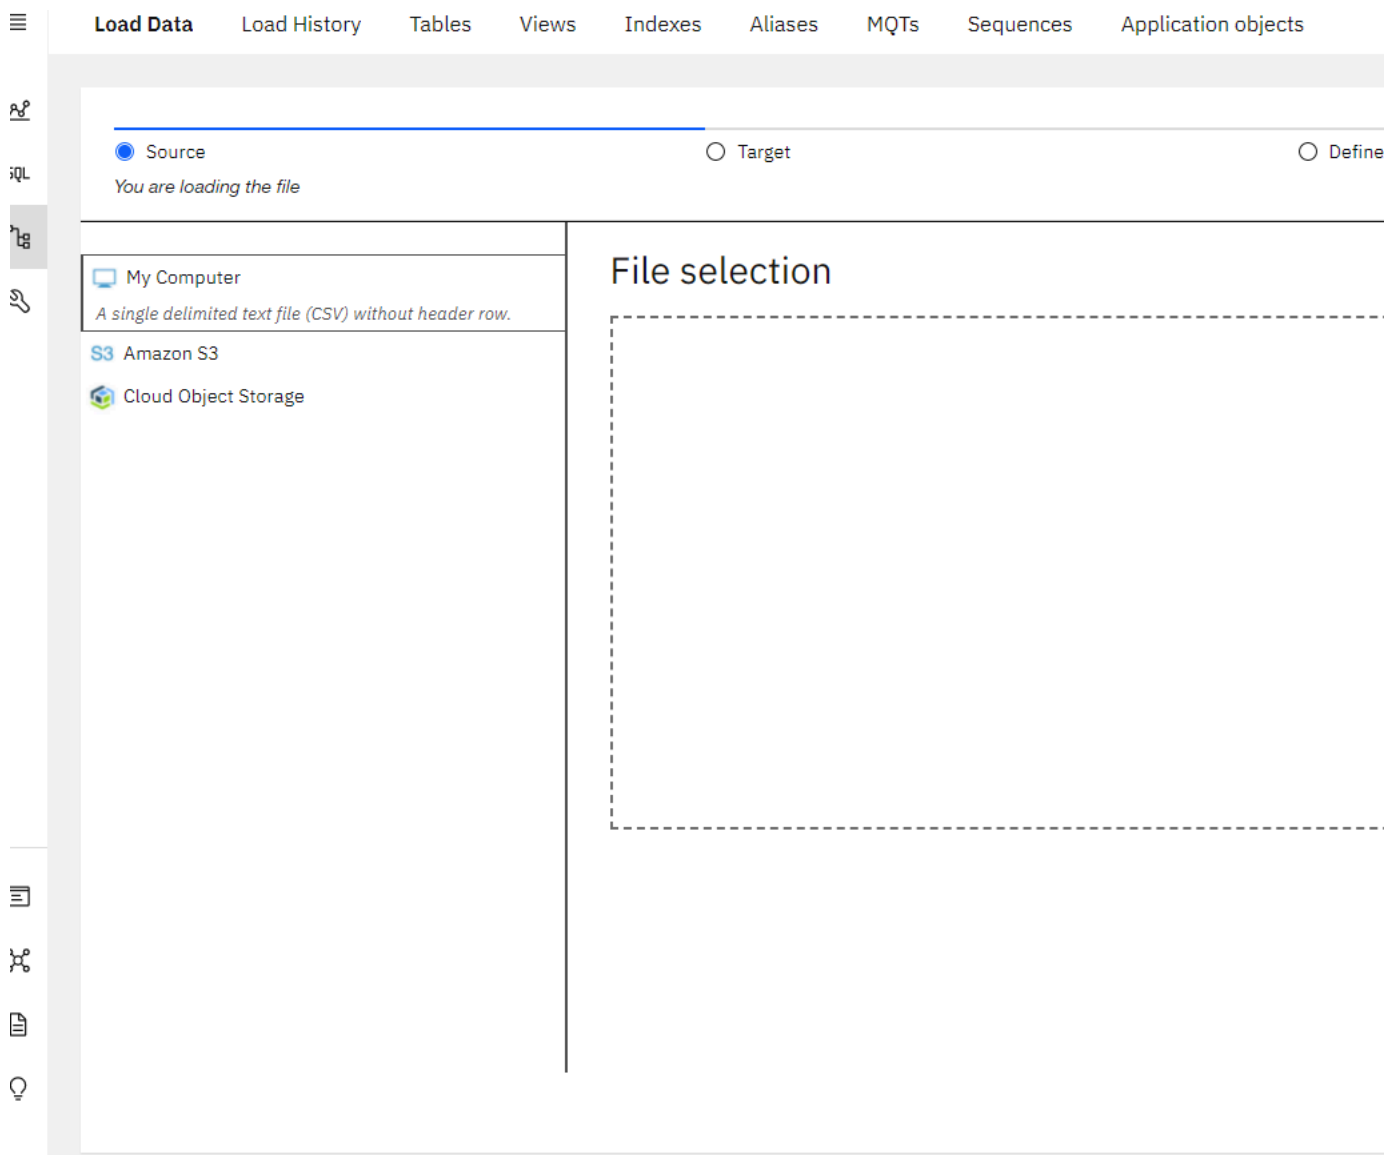 Load Data Load History Tables Views Indexes Aliases MQTs Sequences Application objects
Source Target Define
You are loading the file
SQL
My Computer
A single delimited text file (CSV) without header row.
S3 Amazon S3
Cloud Object Storage
File selection